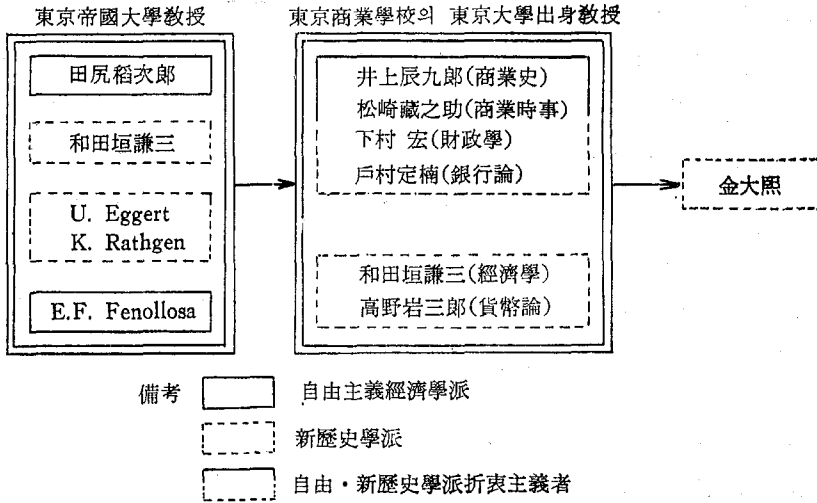 東京帝國大學敎授
田尻稻次郎
和田垣謙三
U. Eggert
K. Rathgen
E.F. Fenollosa
東京商業學校의 東京大學出身敎授
井上辰九郎(商業史)
松崎藏之助(商業時事)
下村 宏(財政學)
戶村定楠(銀行論)
和田垣謙三(經濟學)
高野岩三郎(貨幣論)
金大熙
備考
自由主義經濟學派
新歷史學派
自由・新歷史學派折衷主義者